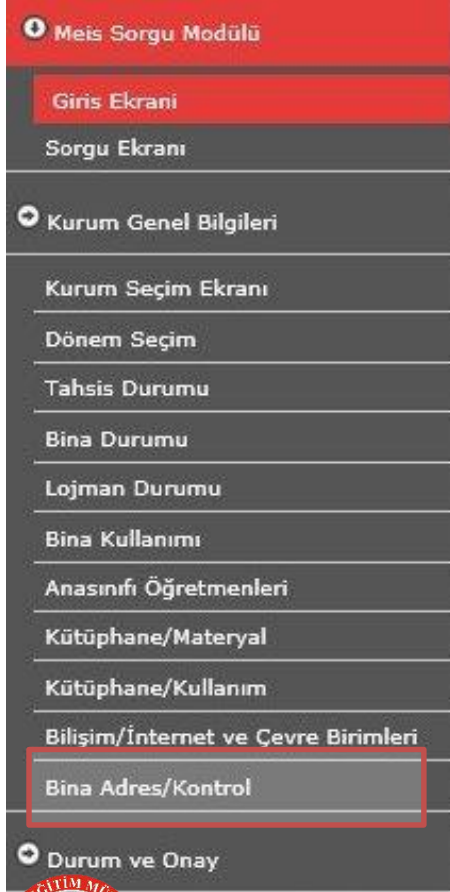 Meis Sorgu Modülü
Giris Ekrani
Sorgu Ekranı
Kurum Genel Bilgileri
Kurum Seçim Ekranı
Dönem Seçim
Tahsis Durumu
Bina Durumu
Lojman Durumu
Bina Kullanımı
Anasınıfı Öğretmenleri
Kütüphane/Materyal
Kütüphane/Kullanım
Bilişim/İnternet ve Çevre Birimleri
Bina Adres/Kontrol
Durum ve Onay